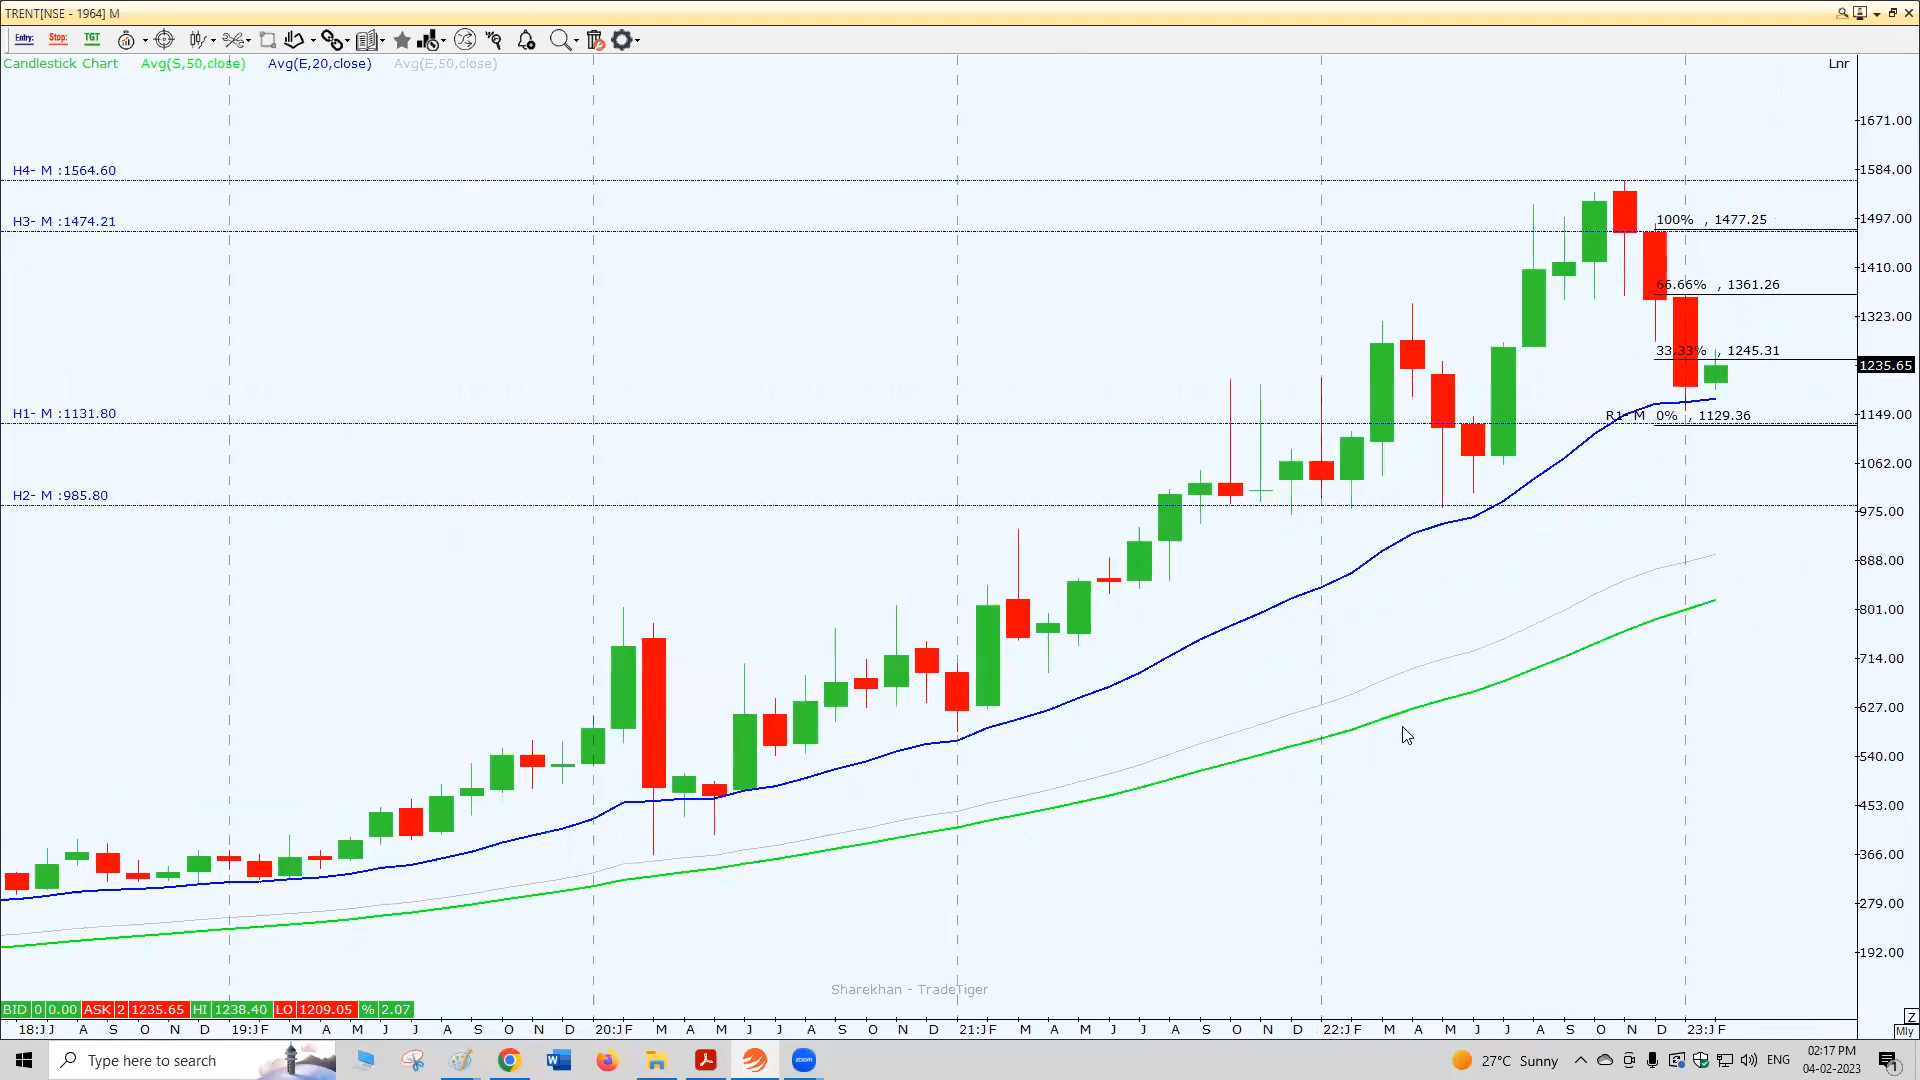 TRENT[NSE - 1964] M
Entry: Stop: TGT
Candlestick Chart Avg(S,50,close) Avg(E,20,close) Avg(E,50,close) Lnr
1671.00
H4- M :1564.60
1584.00
H3- M :1474.21
100% , 1477.25
1497.00
1410.00
66.66% , 1361.26
1323.00
33.33% , 1245.31
1235.65
H1- M :1131.80
R1- M 0% , 1129.36
1149.00
1062.00
H2- M :985.80
975.00
888.00
801.00
714.00
627.00
540.00
453.00
366.00
279.00
192.00
Sharekhan - TradeTiger
BID 0 0.00 ASK 2 1235.65 HI 1238.40 LO 1209.05 % 2.07
18:J J A S O N D 19:J F M A M J J A S O N D 20:J F M A M J J A S O N D 21:J F M A M J J A S O N D 22:J F M A M J J A S O N D 23:J F
Z
Mly
Type here to search
zoom
27°C Sunny
ENG
02:17 PM
04-02-2023
1